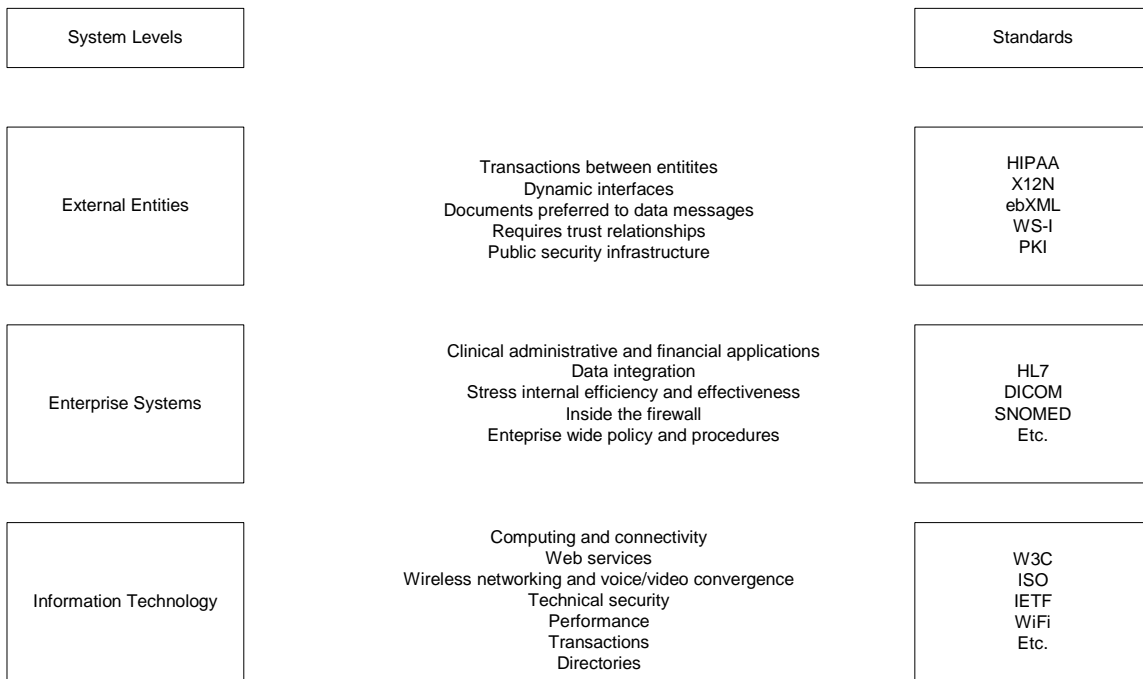 System Levels
Standards
External Entities
Transactions between entitites
Dynamic interfaces
Documents preferred to data messages
Requires trust relationships
Public security infrastructure
HIPAA
X12N
ebXML
WS-I
PKI
Enterprise Systems
Clinical administrative and financial applications
Data integration
Stress internal efficiency and effectiveness
Inside the firewall
Enteprise wide policy and procedures
HL7
DICOM
SNOMED
Etc.
Information Technology
Computing and connectivity
Web services
Wireless networking and voice/video convergence
Technical security
Performance
Transactions
Directories
W3C
ISO
IETF
WiFi
Etc.